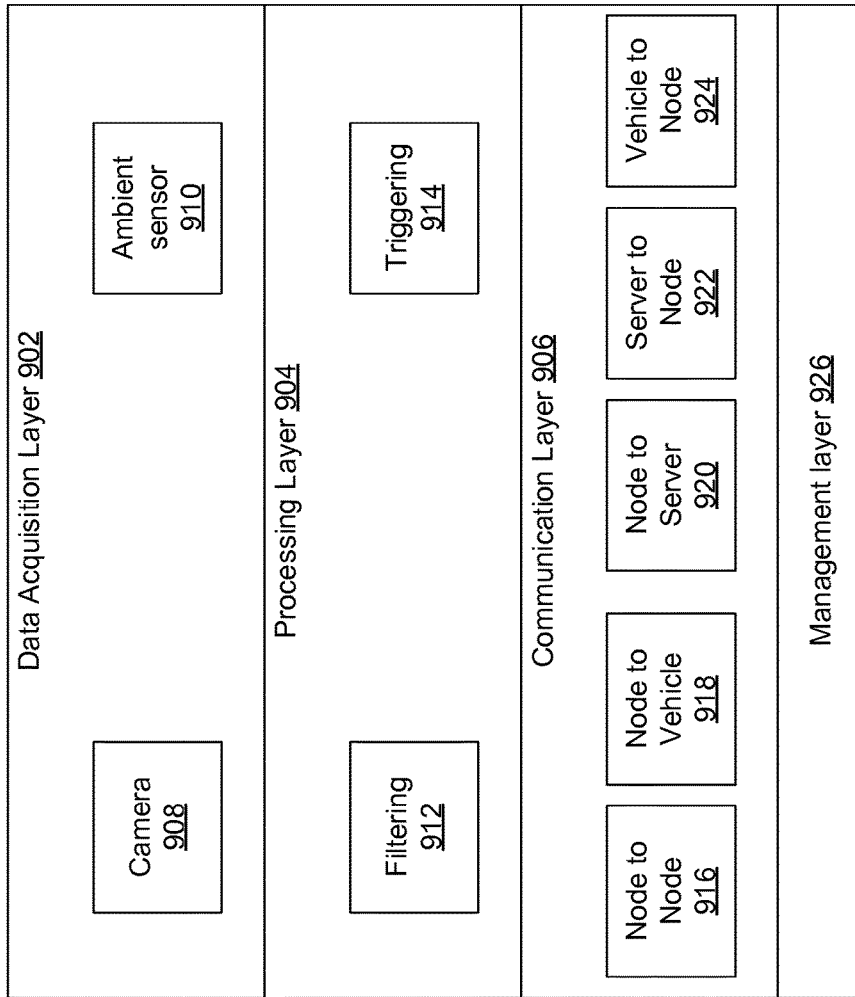 Data Acquisition Layer 902
Camera
908
Ambient
sensor
910
Processing Layer 904
Filtering
912
Triggering
914
Communication Layer 906
Node to
Node
916
Node to
Vehicle
918
Node to
Server
920
Server to
Node
922
Vehicle to
Node
924
Management layer 926